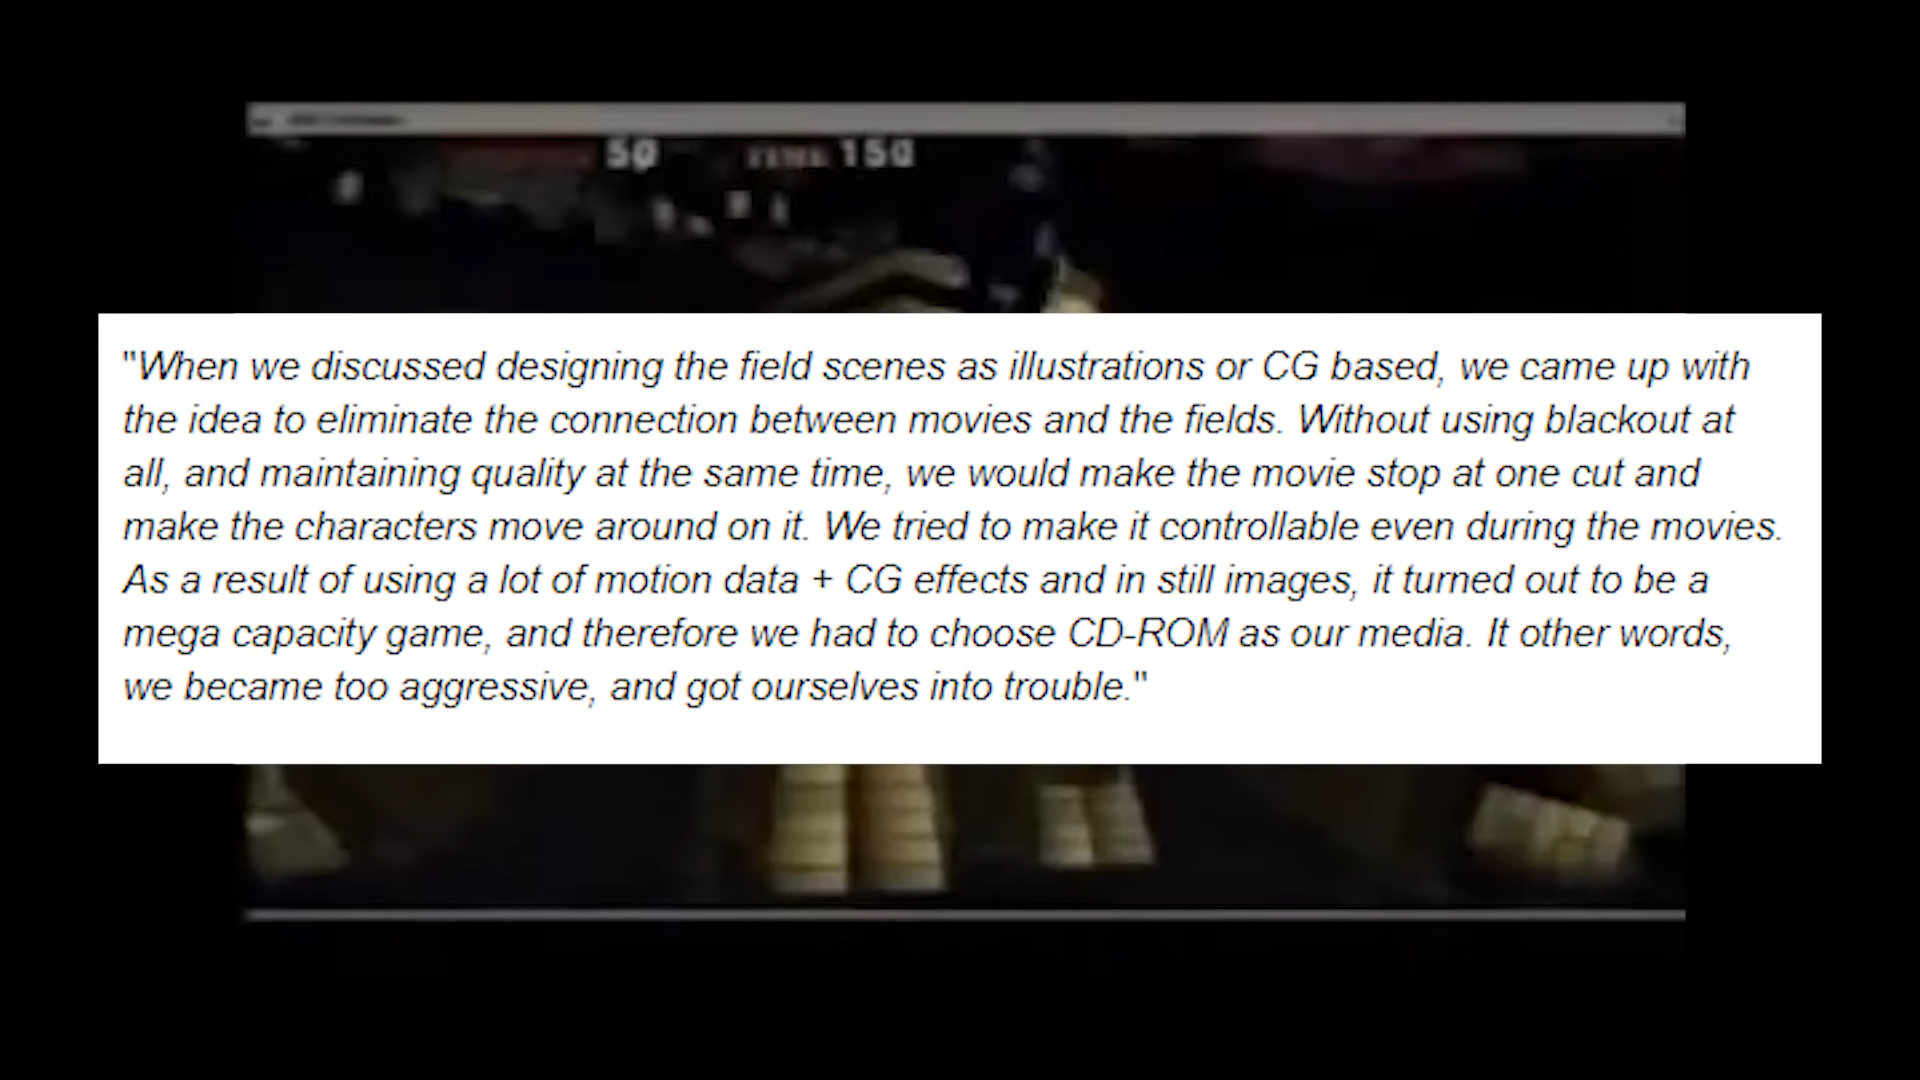 50 150
"When we discussed designing the field scenes as illustrations or CG based, we came up with
the idea to eliminate the connection between movies and the fields. Without using blackout at
all, and maintaining quality at the same time, we would make the movie stop at one cut and
make the characters move around on it. We tried to make it controllable even during the movies.
As a result of using a lot of motion data + CG effects and in still images, it turned out to be a
mega capacity game, and therefore we had to choose CD-ROM as our media. It other words,
we became too aggressive, and got ourselves into trouble."